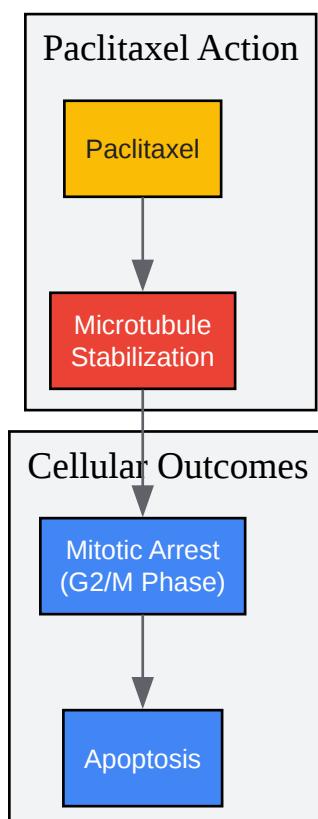 Paclitaxel Action
Paclitaxel
Microtubule
Stabilization
Cellular Outcomes
Mitotic Arrest
(G2/M Phase)
Apoptosis